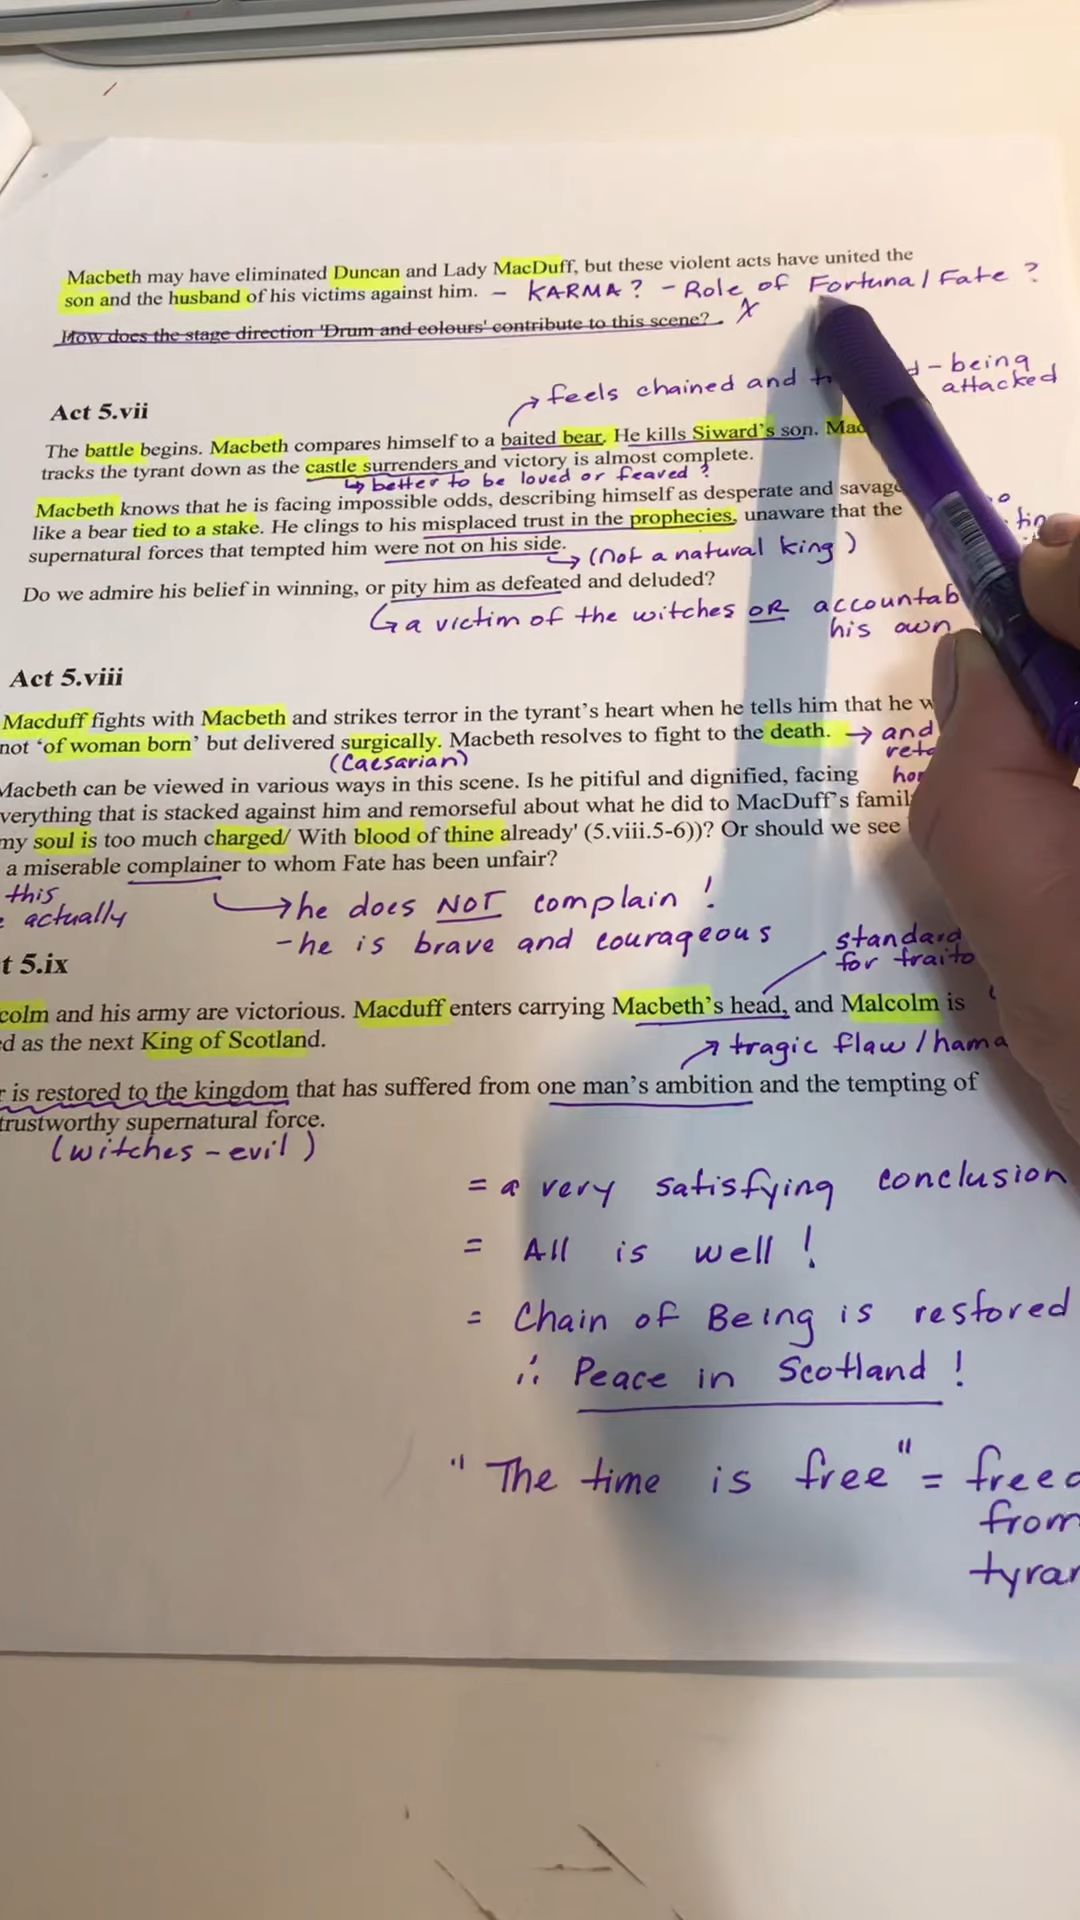 Macbeth may have eliminated Duncan and Lady MacDuff, but these violent acts have united the
son and the husband of his victims against him. - KARMA? - Role of Fortuna/Fate?
How does the stage direction 'Drum and colours' contribute to this scene? X
feels chained and - being
attacked
Act 5.vii
The battle begins. Macbeth compares himself to a baited bear. He kills Siward's son.
tracks the tyrant down as the castle surrenders and victory is almost complete.
better to be loved or feared?
Macbeth knows that he is facing impossible odds, describing himself as desperate and savage
like a bear tied to a stake. He clings to his misplaced trust in the prophecies, unaware that the
supernatural forces that tempted him were not on his side.
(not a natural king)
Do we admire his belief in winning, or pity him as defeated and deluded?
a victim of the witches OR accountab
his own
Act 5.viii
Macduff fights with Macbeth and strikes terror in the tyrant's heart when he tells him that he w
not 'of woman born' but delivered surgically. Macbeth resolves to fight to the death. → and
(Caesarian)
Macbeth can be viewed in various ways in this scene. Is he pitiful and dignified, facing
verything that is stacked against him and remorseful about what he did to MacDuff's famil
my soul is too much charged/ With blood of thine already' (5.viii.5-6))? Or should we see
a miserable complainer to whom Fate has been unfair?
this
actually
he does NOT complain!
- he is brave and courageous
standard
for traito
t 5.ix
colm and his army are victorious. Macduff enters carrying Macbeth's head, and Malcolm is
d as the next King of Scotland.
tragic flaw/hama
r is restored to the kingdom that has suffered from one man's ambition and the tempting of
trustworthy supernatural force.
(witches - evil)
= a very satisfying conclusion
= All is well!
= Chain of Being is restored
∴ Peace in Scotland!
"The time is free" = freed
from
tyran